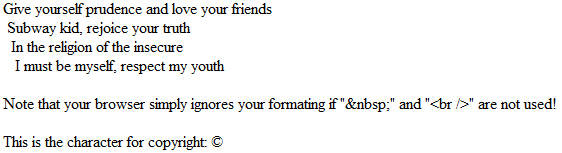 Give yourself prudence and love your friends
Subway kid, rejoice your truth
In the religion of the insecure
I must be myself, respect my youth
Note that your browser simply ignores your formating if "&nbsp;" and "<br />" are not used!
This is the character for copyright: ©